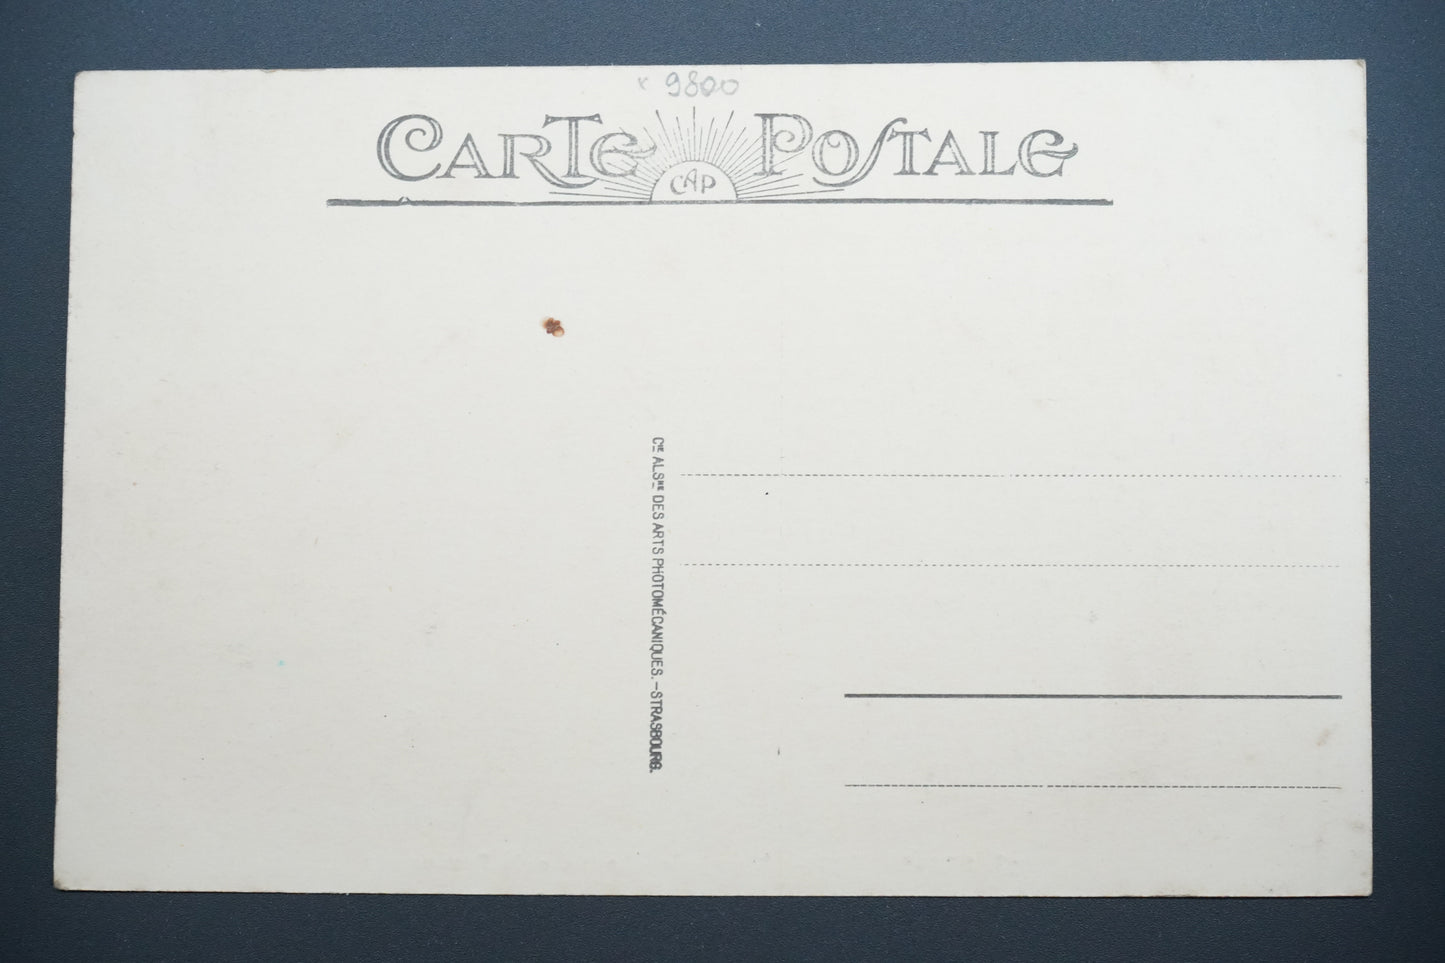 x 9800
CARTE POSTALE
CAP
Cⁱᴱ ALSᴺᴱ DES ARTS PHOTOMÉCANIQUES. – STRASBOURG.